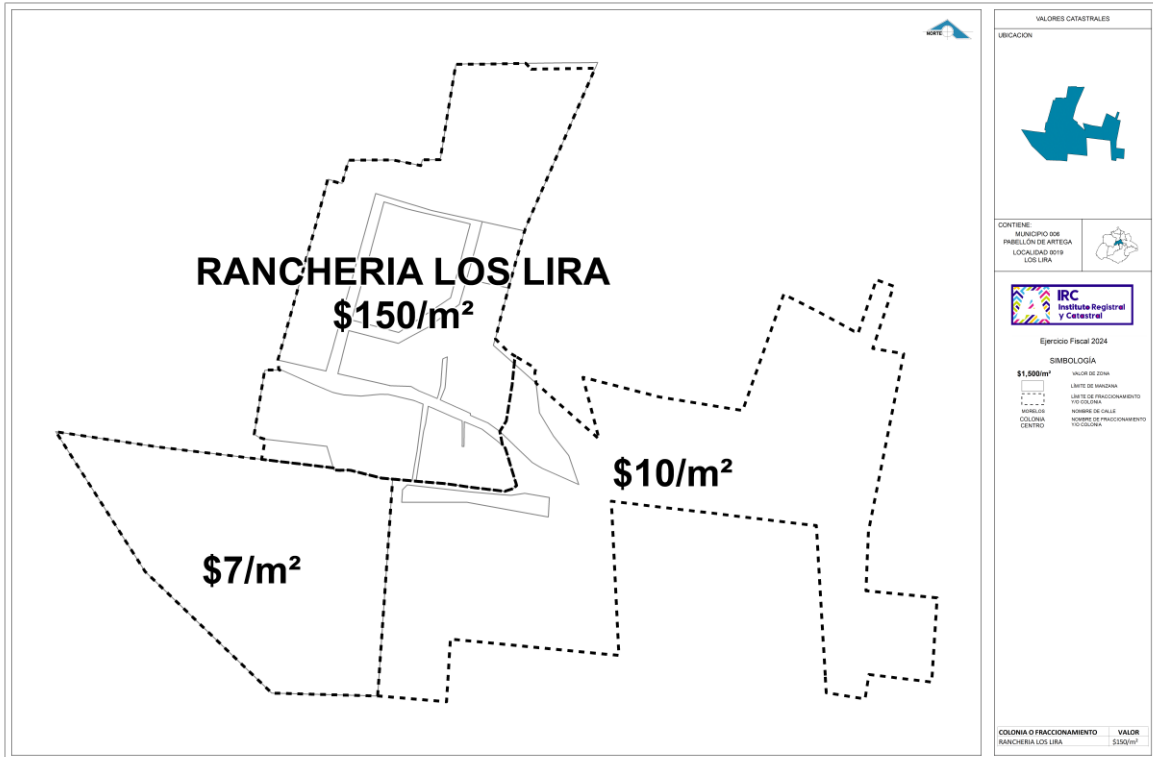 NORTE
RANCHERIA LOS LIRA
$150/m²
$10/m²
$7/m²
VALORES CATASTRALES
UBICACION
CONTIENE:
MUNICIPIO 006
PABELLÓN DE ARTEGA
LOCALIDAD 0019
LOS LIRA
IRC
Instituto Registral
y Catastral
Ejercicio Fiscal 2024
SIMBOLOGÍA
$1,500/m² VALOR DE ZONA
LÍMITE DE MANZANA
LÍMITE DE FRACCIONAMIENTO
Y/O COLONIA
MORELOS NOMBRE DE CALLE
COLONIA NOMBRE DE FRACCIONAMIENTO
CENTRO Y/O COLONIA
COLONIA O FRACCIONAMIENTO VALOR
RANCHERIA LOS LIRA $150/m²